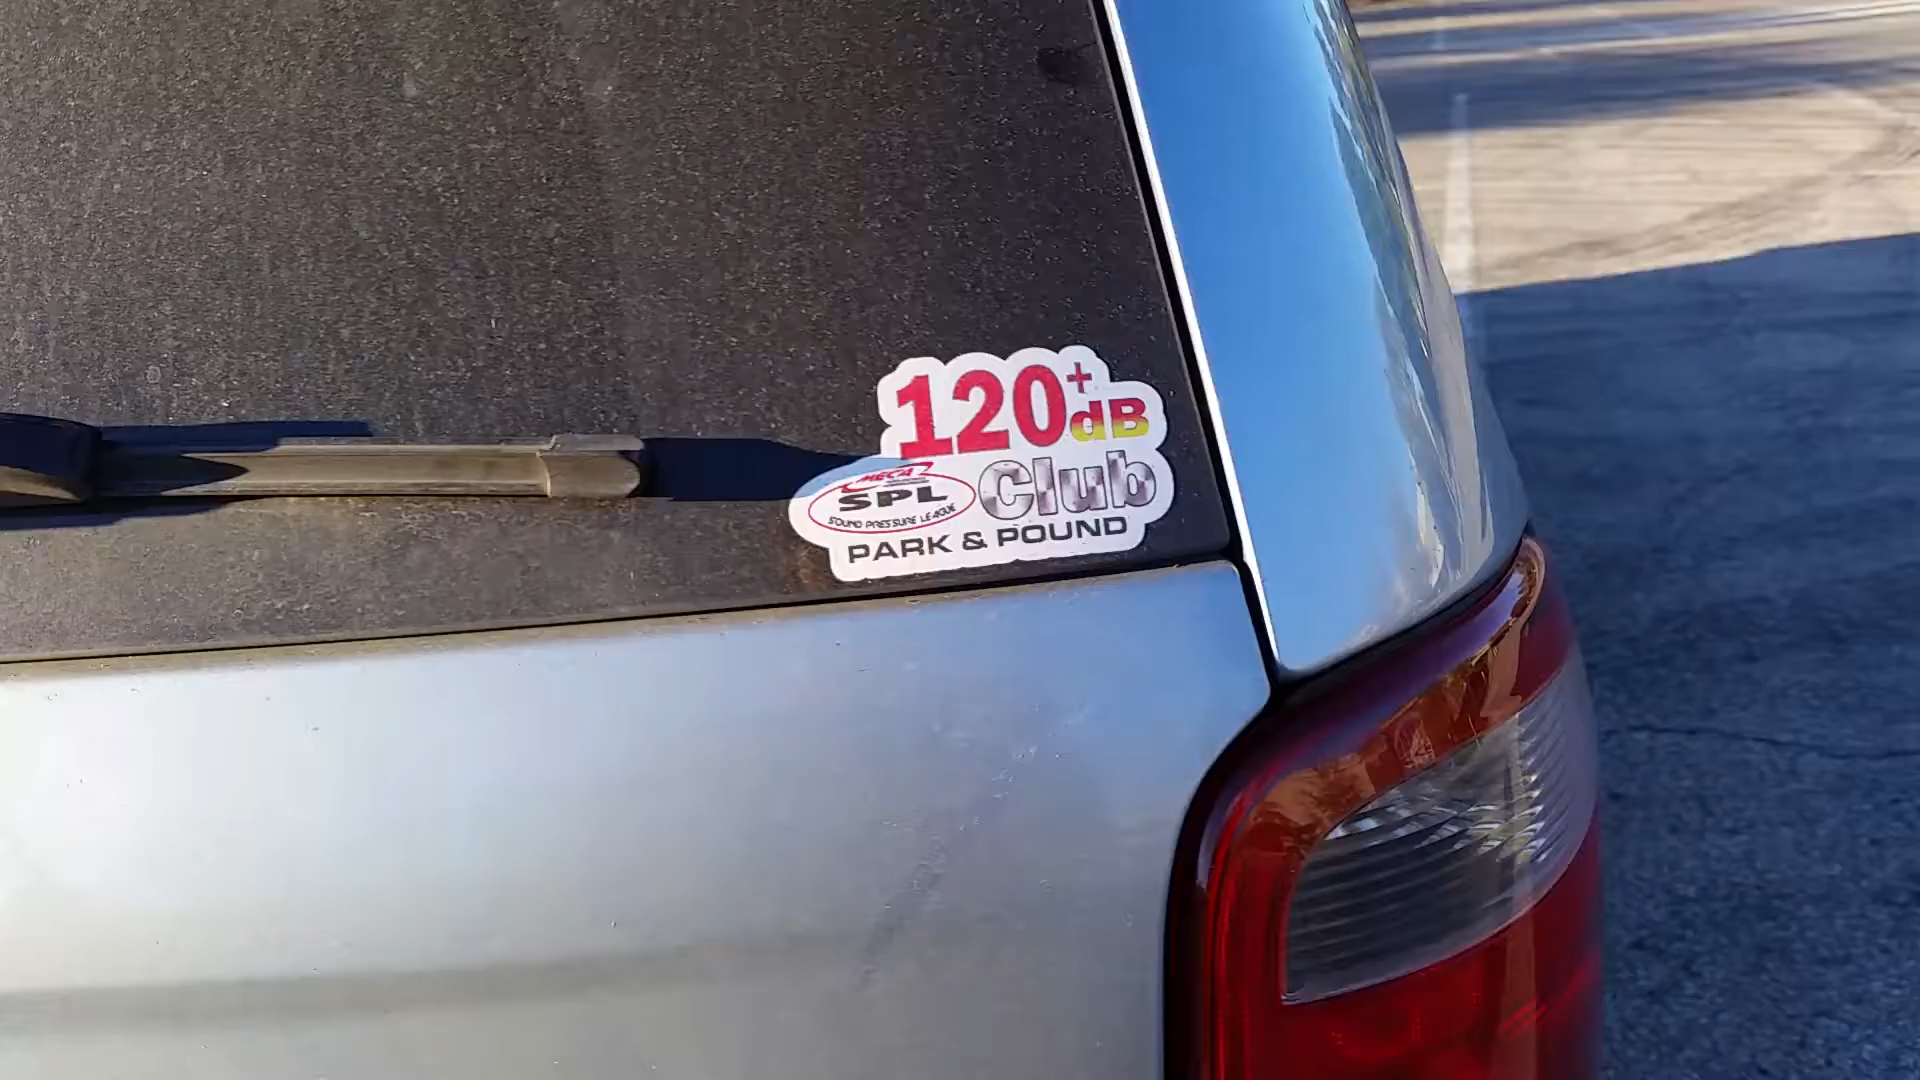 120+
dB
MECA
SPL
SOUND PRESSURE LEAGUE
Club
PARK & POUND